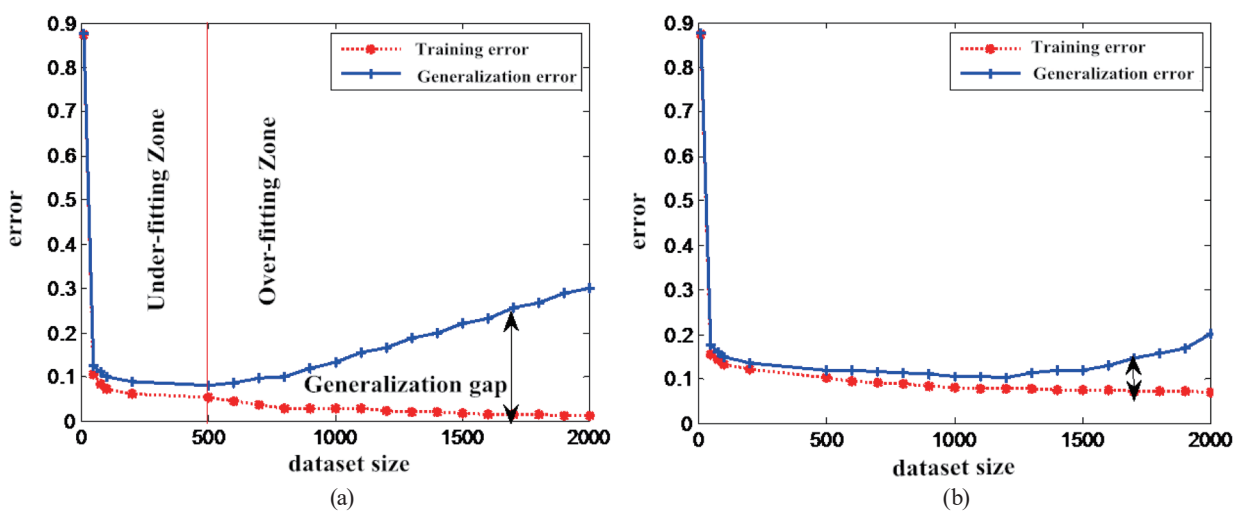 0.9
0.8
0.7
0.6
0.5
0.4
0.3
0.2
0.1
0
error
Training error
Generalization error
Under-fitting Zone
Over-fitting Zone
Generalization gap
0 500 1000 1500 2000
dataset size
(a)
0.9
0.8
0.7
0.6
0.5
0.4
0.3
0.2
0.1
0
error
Training error
Generalization error
0 500 1000 1500 2000
dataset size
(b)